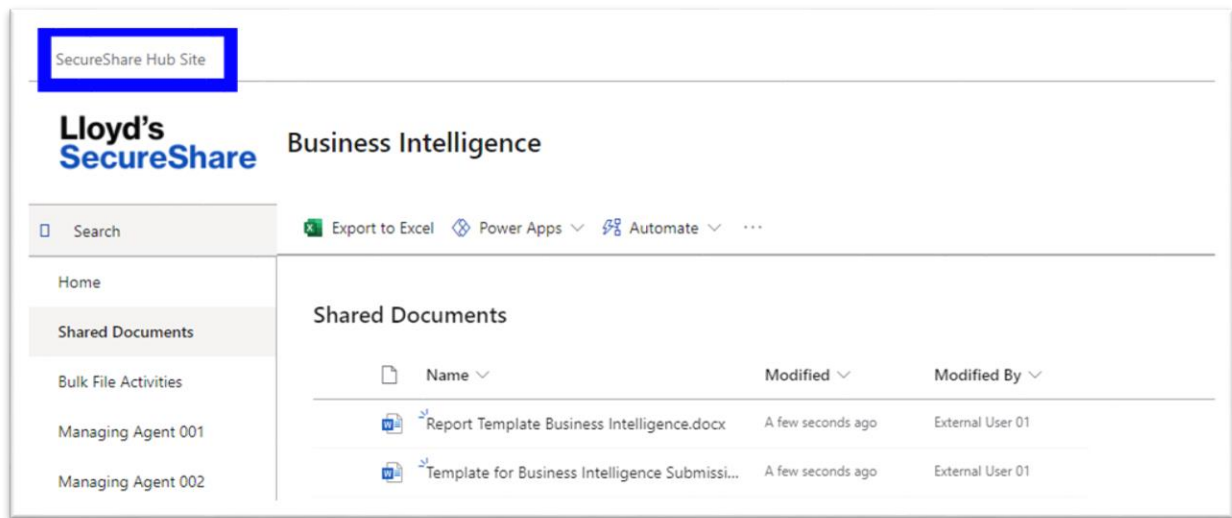 SecureShare Hub Site
Lloyd's
SecureShare
Business Intelligence
Search
Export to Excel Power Apps Automate ...
Home
Shared Documents
Shared Documents
Bulk File Activities
Name Modified Modified By
Managing Agent 001
Report Template Business Intelligence.docx A few seconds ago External User 01
Managing Agent 002
Template for Business Intelligence Submissi... A few seconds ago External User 01